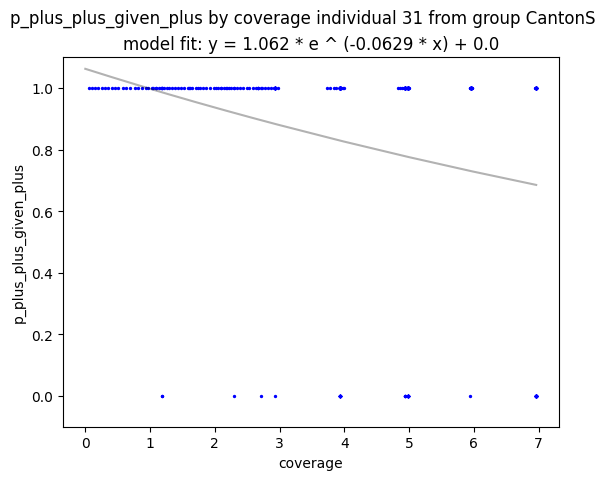 p_plus_plus_given_plus by coverage individual 31 from group CantonS
model fit: y = 1.062 * e ^ (-0.0629 * x) + 0.0
1.0
0.8
0.6
0.4
0.2
0.0
p_plus_plus_given_plus
0 1 2 3 4 5 6 7
coverage